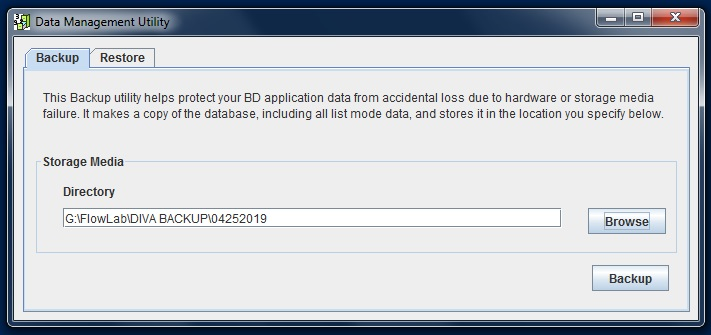 Data Management Utility
Backup Restore
This Backup utility helps protect your BD application data from accidental loss due to hardware or storage media
failure. It makes a copy of the database, including all list mode data, and stores it in the location you specify below.
Storage Media
Directory
G:\FlowLab\DIVA BACKUP\04252019
Browse
Backup